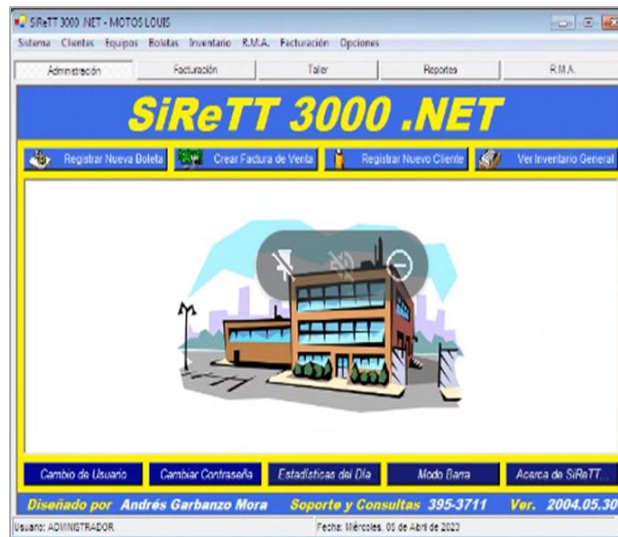 SiReTT 3000 .NET - MOTOS LOUIS
Sistema Clientes Equipos Boletas Inventario R.M.A. Facturación Opciones
Administración Facturación Taller Reportes R.M.A.
SiReTT 3000 .NET
Registrar Nueva Boleta Crear Factura de Venta Registrar Nuevo Cliente Ver Inventario General
Cambio de Usuario Cambiar Contraseña Estadísticas del Día Modo Barra Acerca de SiReTT...
Diseñado por Andrés Garbanzo Mora Soporte y Consultas 395-3711 Ver. 2004.05.30
Usuario: ADMINISTRADOR Fecha: Miércoles, 05 de Abril de 2023